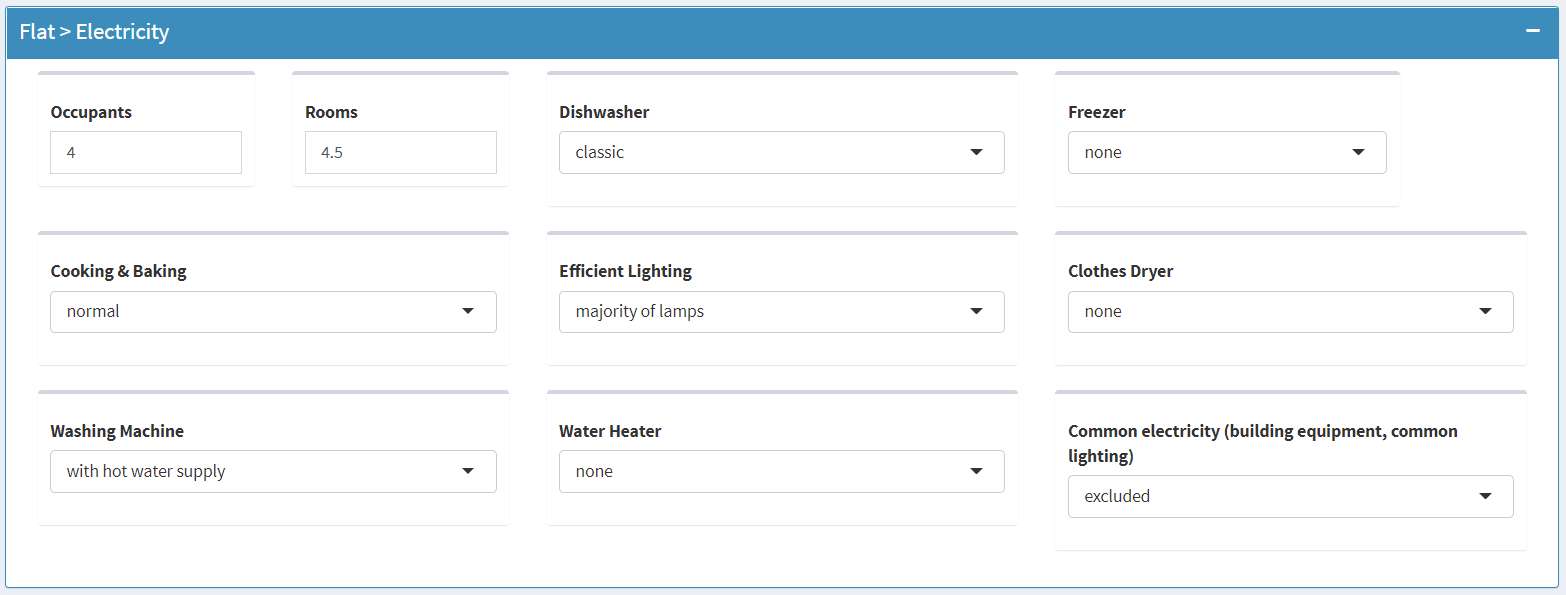 Flat > Electricity
Occupants
4
Rooms
4.5
Dishwasher
classic
Freezer
none
Cooking & Baking
normal
Efficient Lighting
majority of lamps
Clothes Dryer
none
Washing Machine
with hot water supply
Water Heater
none
Common electricity (building equipment, common
lighting)
excluded